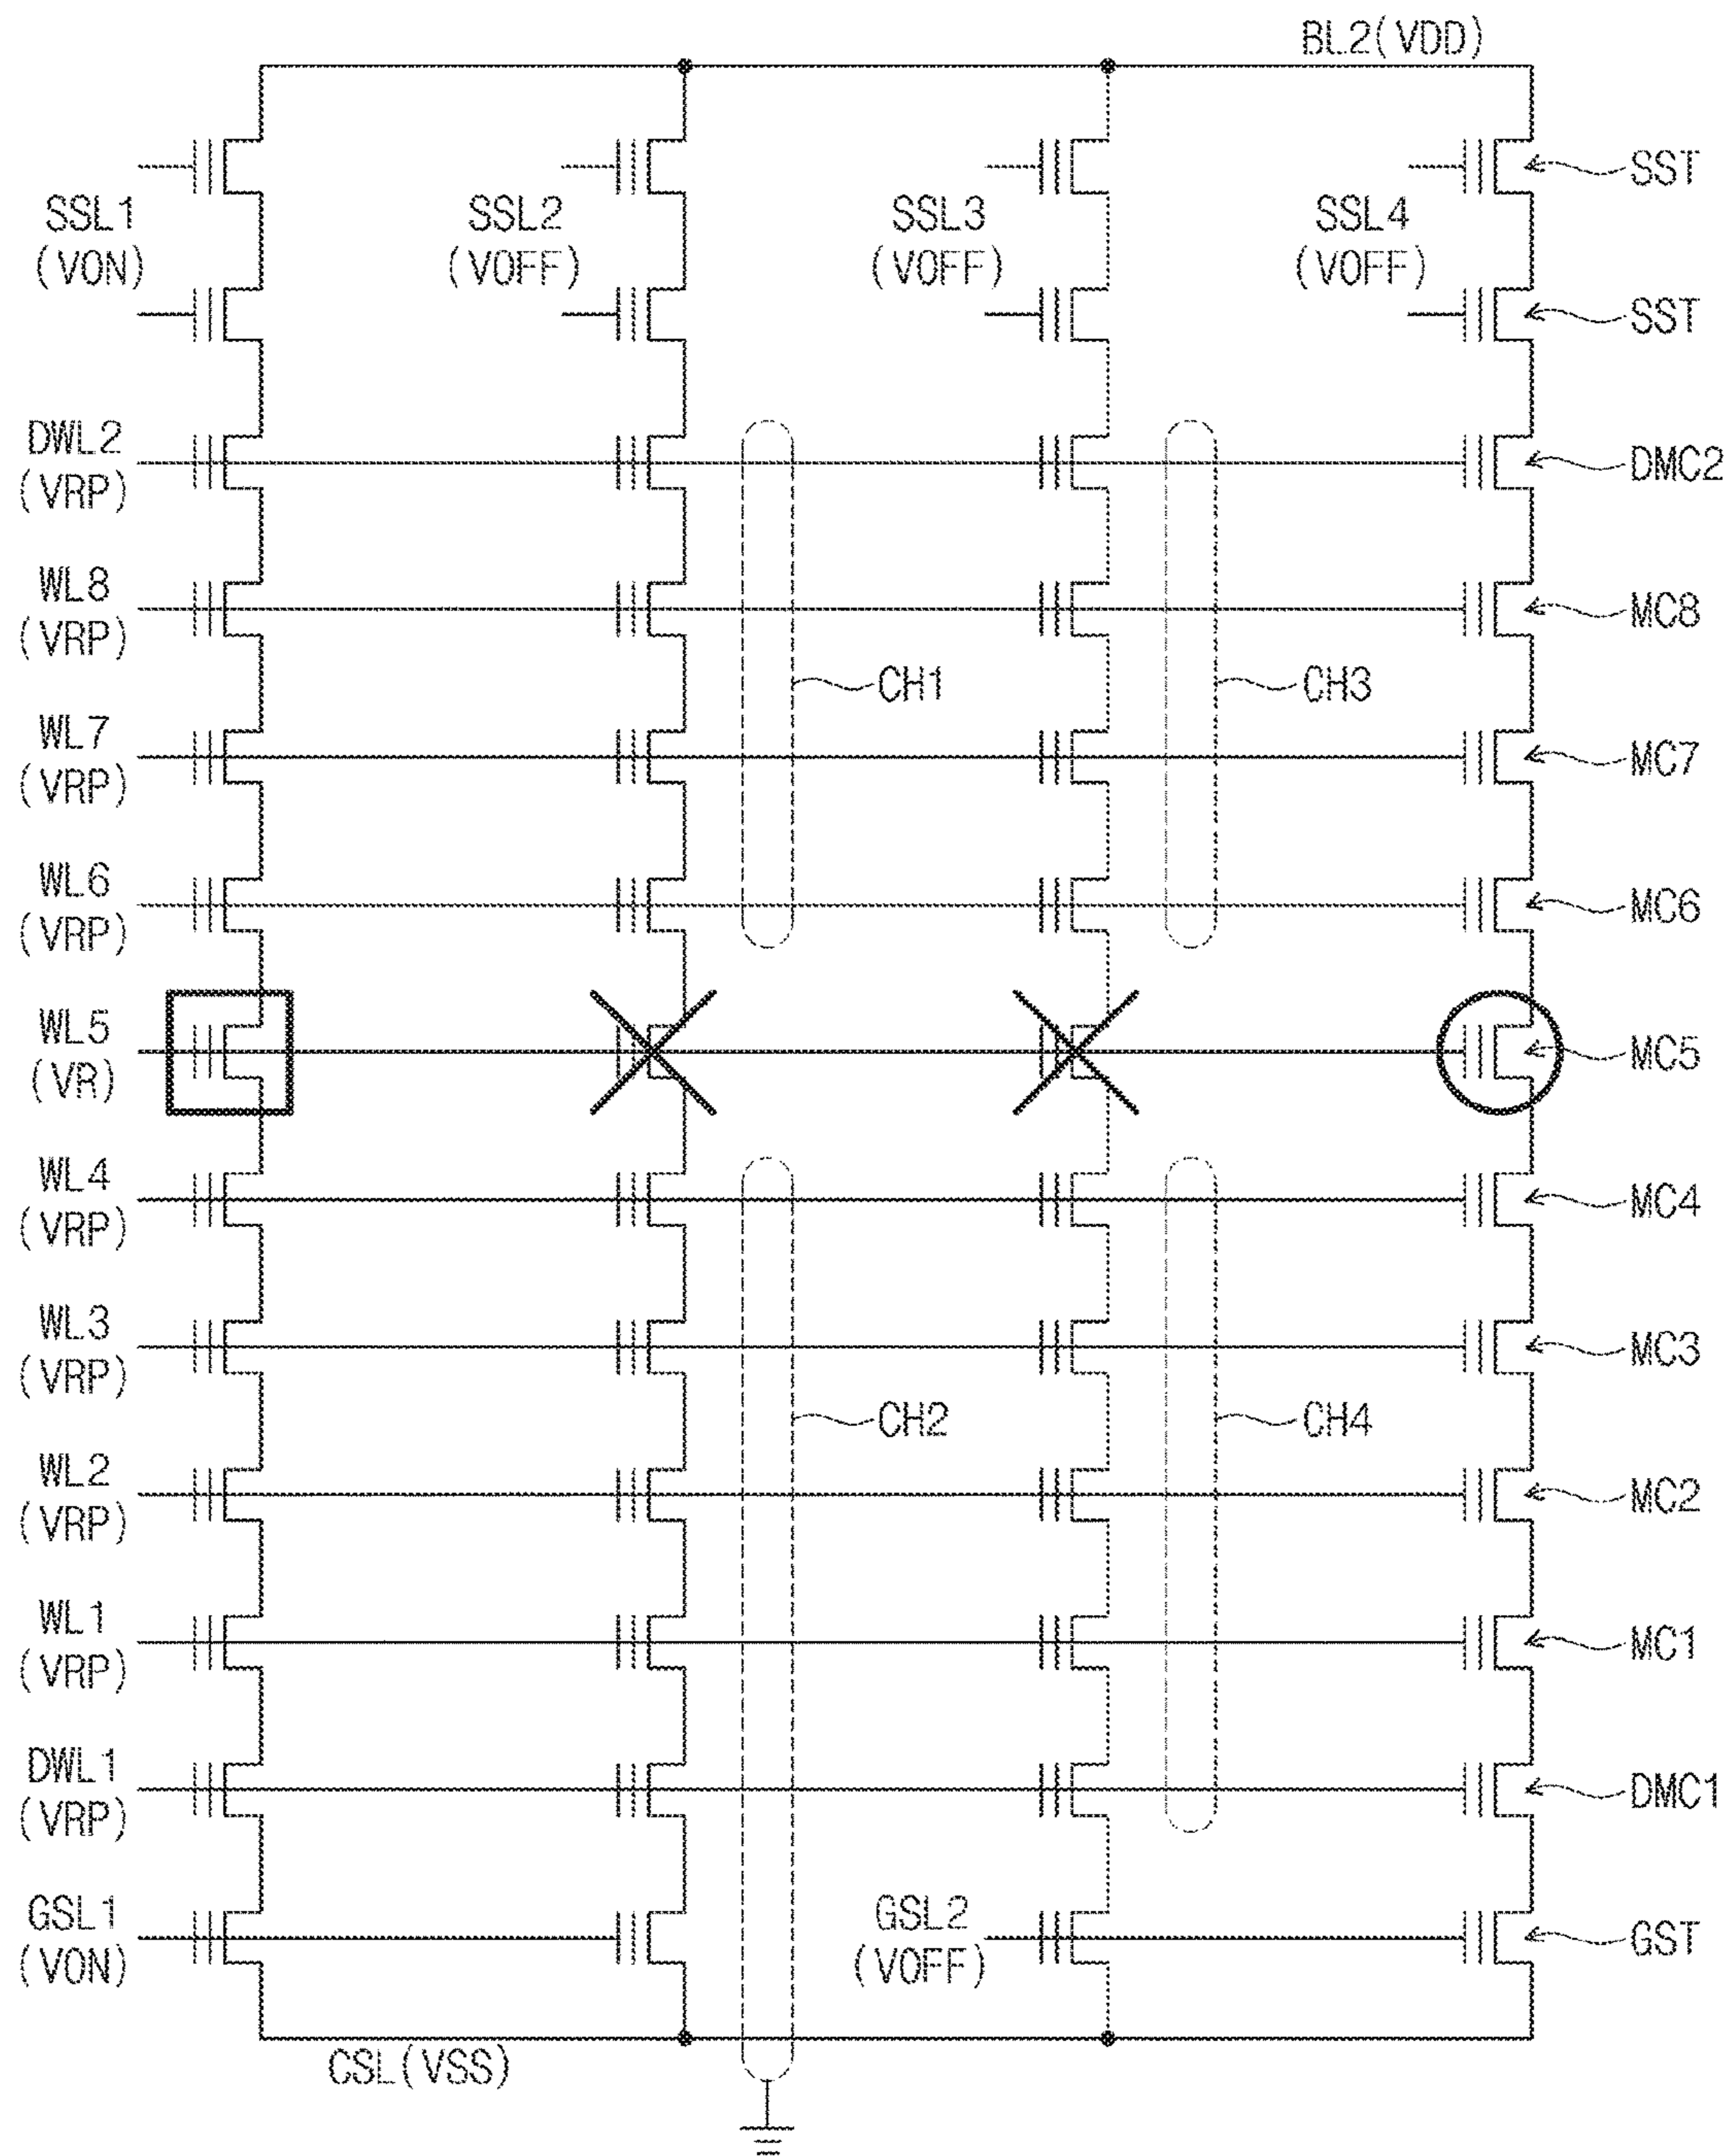 BL2(VDD)
SST
SSL1
(VON)
SSL2
(VOFF)
SSL3
(VOFF)
SSL4
(VOFF)
SST
DWL2
(VRP)
DMC2
WL8
(VRP)
MC8
CH1
CH3
WL7
(VRP)
MC7
WL6
(VRP)
MC6
WL5
(VR)
MC5
WL4
(VRP)
MC4
WL3
(VRP)
MC3
CH2
CH4
WL2
(VRP)
MC2
WL1
(VRP)
MC1
DWL1
(VRP)
DMC1
GSL1
(VON)
GSL2
(VOFF)
GST
CSL(VSS)